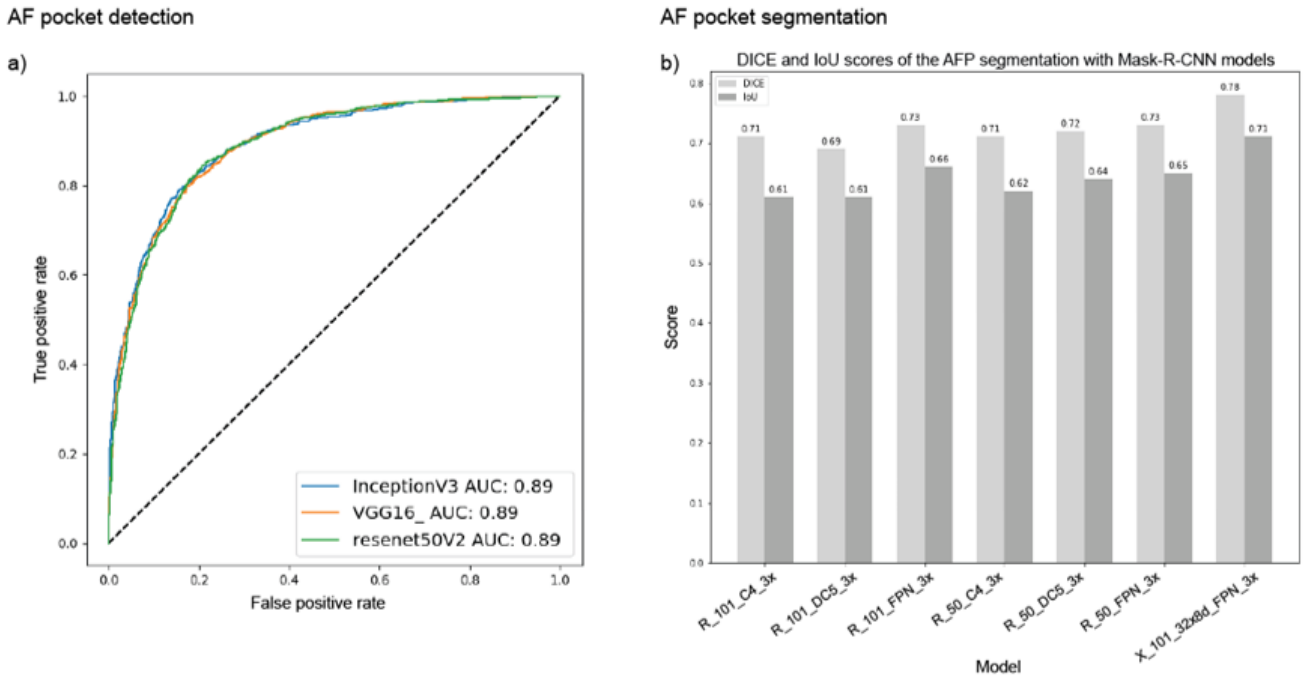 AF pocket detection
a)
1.0
0.8
0.6
0.4
0.2
0.0
True positive rate
InceptionV3 AUC: 0.89
VGG16_ AUC: 0.89
resenet50V2 AUC: 0.89
0.0 0.2 0.4 0.6 0.8 1.0
False positive rate
AF pocket segmentation
b)
DICE and IoU scores of the AFP segmentation with Mask-R-CNN models
DICE
IoU
0.8
0.7
0.6
0.5
0.4
0.3
0.2
0.1
0.0
Score
0.71 0.61 0.69 0.61 0.73 0.66 0.71 0.62 0.72 0.64 0.73 0.65 0.78 0.71
R_101_C4_3x
R_101_DC5_3x
R_101_FPN_3x
R_50_C4_3x
R_50_DC5_3x
R_50_FPN_3x
X_101_32x8d_FPN_3x
Model